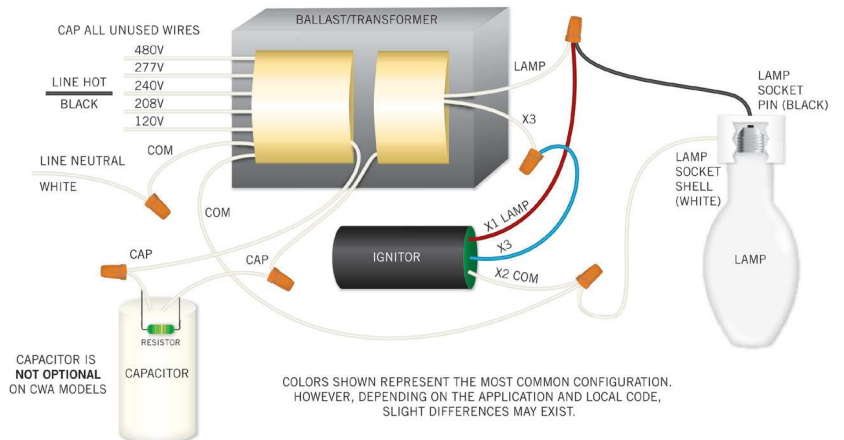 BALLAST/TRANSFORMER
CAP ALL UNUSED WIRES
480V
277V
LINE HOT
240V
BLACK
208V
120V
COM
LINE NEUTRAL
WHITE
COM
LAMP
X3
LAMP
SOCKET
PIN (BLACK)
LAMP
SOCKET
SHELL
(WHITE)
X1 LAMP
X3
X2 COM
IGNITOR
LAMP
CAP
CAP
RESISTOR
CAPACITOR
CAPACITOR IS
NOT OPTIONAL
ON CWA MODELS
COLORS SHOWN REPRESENT THE MOST COMMON CONFIGURATION.
HOWEVER, DEPENDING ON THE APPLICATION AND LOCAL CODE,
SLIGHT DIFFERENCES MAY EXIST.